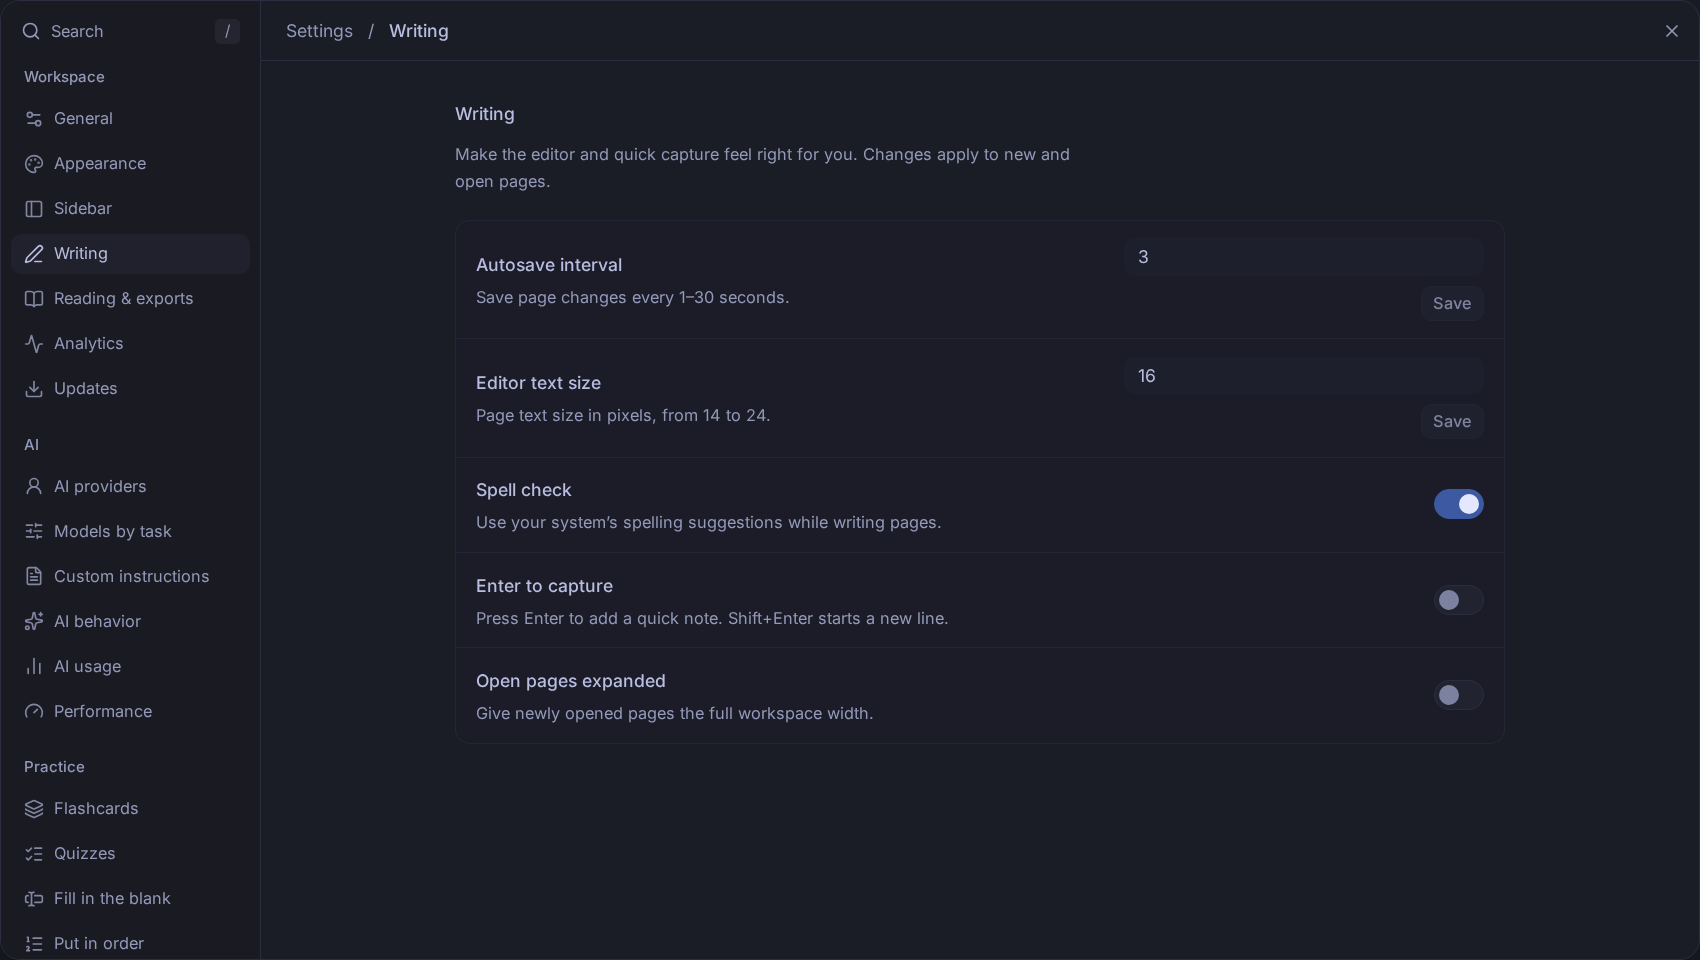 Search /
Workspace
General
Appearance
Sidebar
Writing
Reading & exports
Analytics
Updates
AI
AI providers
Models by task
Custom instructions
AI behavior
AI usage
Performance
Practice
Flashcards
Quizzes
Fill in the blank
Put in order
Settings / Writing
Writing
Make the editor and quick capture feel right for you. Changes apply to new and
open pages.
Autosave interval
Save page changes every 1–30 seconds.
3
Save
Editor text size
Page text size in pixels, from 14 to 24.
16
Save
Spell check
Use your system’s spelling suggestions while writing pages.
Enter to capture
Press Enter to add a quick note. Shift+Enter starts a new line.
Open pages expanded
Give newly opened pages the full workspace width.